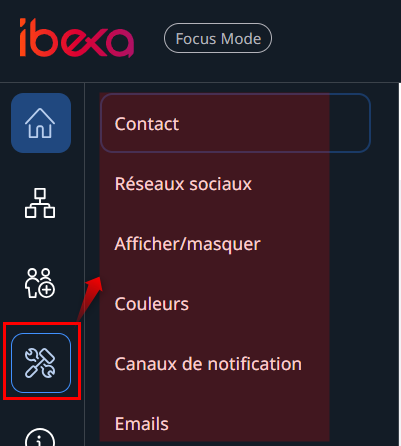 ibexa
Focus Mode
Contact
Réseaux sociaux
Afficher/masquer
Couleurs
Canaux de notification
Emails